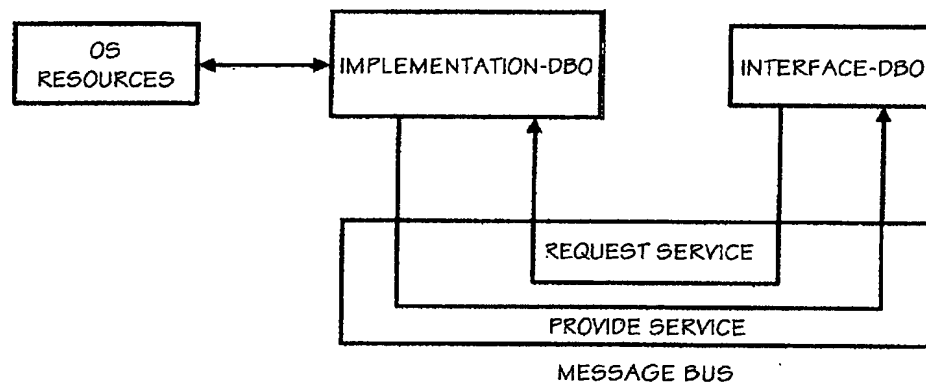 OS
RESOURCES
IMPLEMENTATION-DBO
INTERFACE-DBO
REQUEST SERVICE
PROVIDE SERVICE
MESSAGE BUS